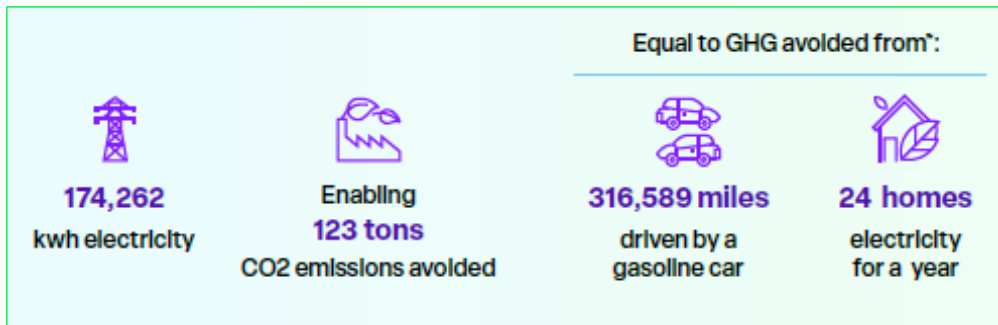 Equal to GHG avoided from*:
174,262
kwh electricity
Enabling
123 tons
CO2 emissions avoided
316,589 miles
driven by a
gasoline car
24 homes
electricity
for a year